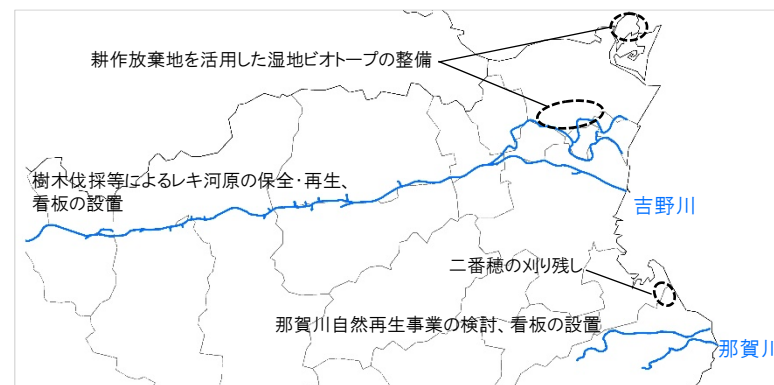 耕作放棄地を活用した湿地ビオトープの整備
樹木伐採等によるレキ河原の保全・再生、
看板の設置
吉野川
二番穂の刈り残し
那賀川自然再生事業の検討、看板の設置
那賀川